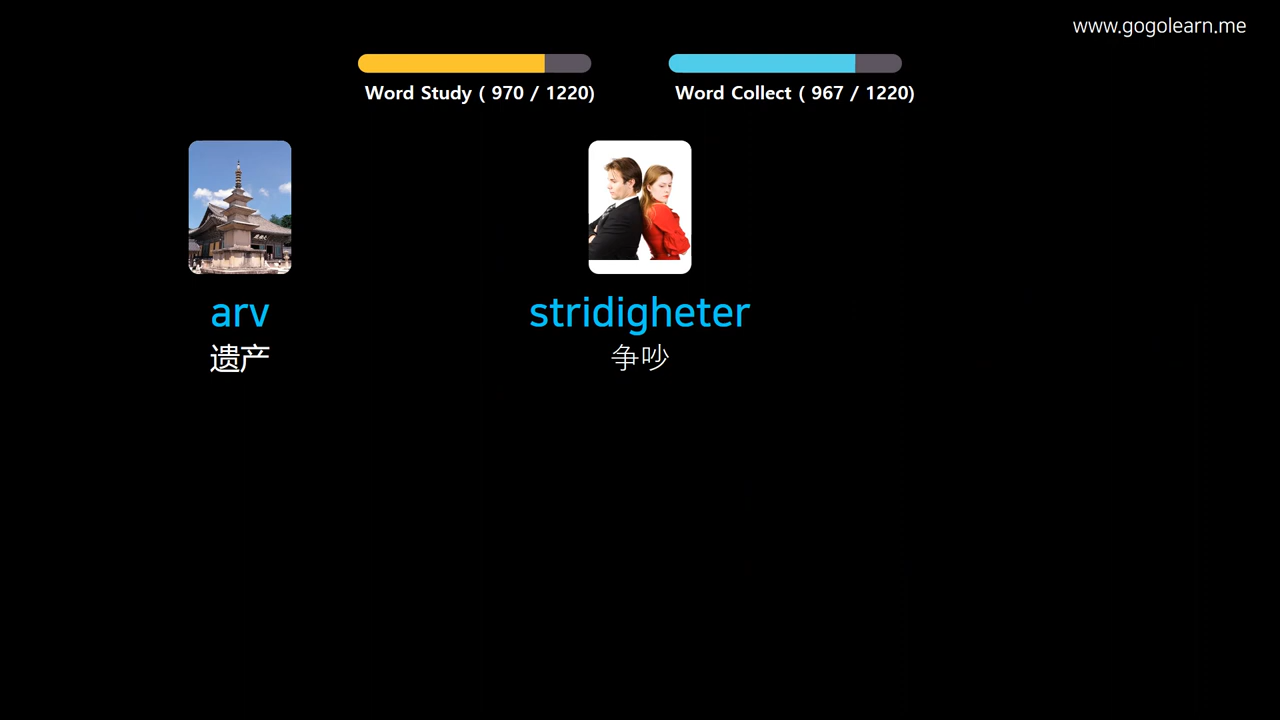 www.gogolearn.me
Word Study ( 970 / 1220)
Word Collect ( 967 / 1220)
arv
遗产
stridigheter
争吵